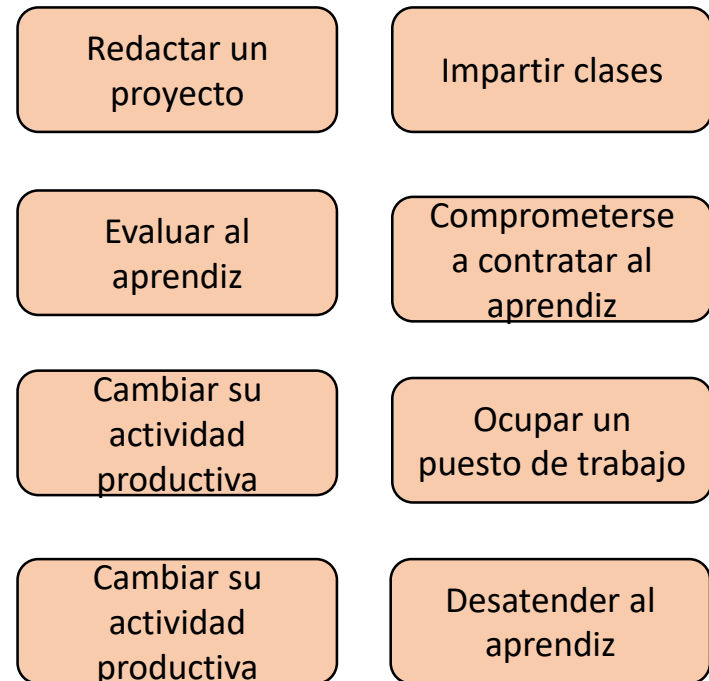 Redactar un
proyecto
Impartir clases
Evaluar al
aprendiz
Comprometerse
a contratar al
aprendiz
Cambiar su
actividad
productiva
Ocupar un
puesto de trabajo
Cambiar su
actividad
productiva
Desatender al
aprendiz